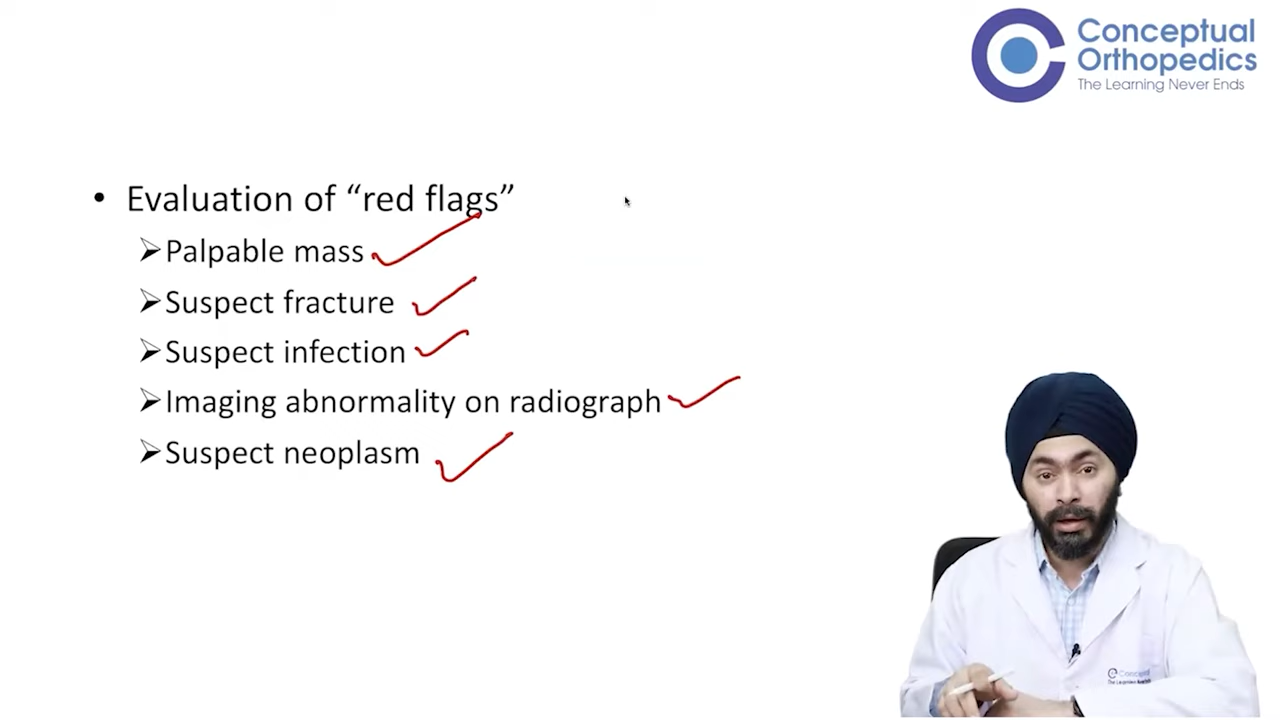 Conceptual
Orthopedics
The Learning Never Ends
• Evaluation of “red flags”
➢Palpable mass
➢Suspect fracture
➢Suspect infection
➢Imaging abnormality on radiograph
➢Suspect neoplasm
Conceptual